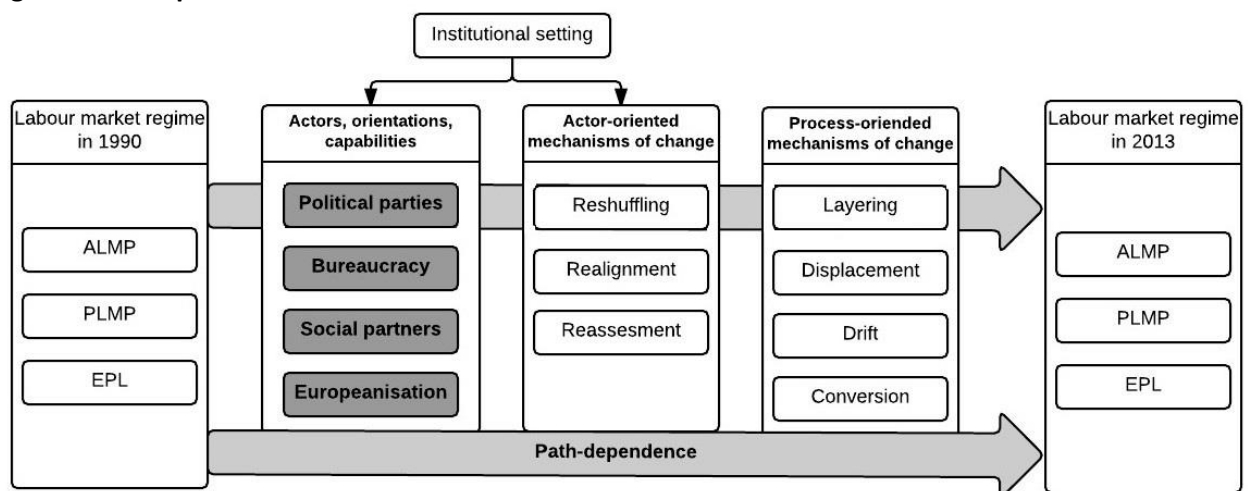 Institutional setting
Labour market regime
in 1990
ALMP
PLMP
EPL
Actors, orientations,
capabilities
Political parties
Bureaucracy
Social partners
Europeanisation
Actor-oriented
mechanisms of change
Reshuffling
Realignment
Reassesment
Process-oriended
mechanisms of change
Layering
Displacement
Drift
Conversion
Labour market regime
in 2013
ALMP
PLMP
EPL
Path-dependence